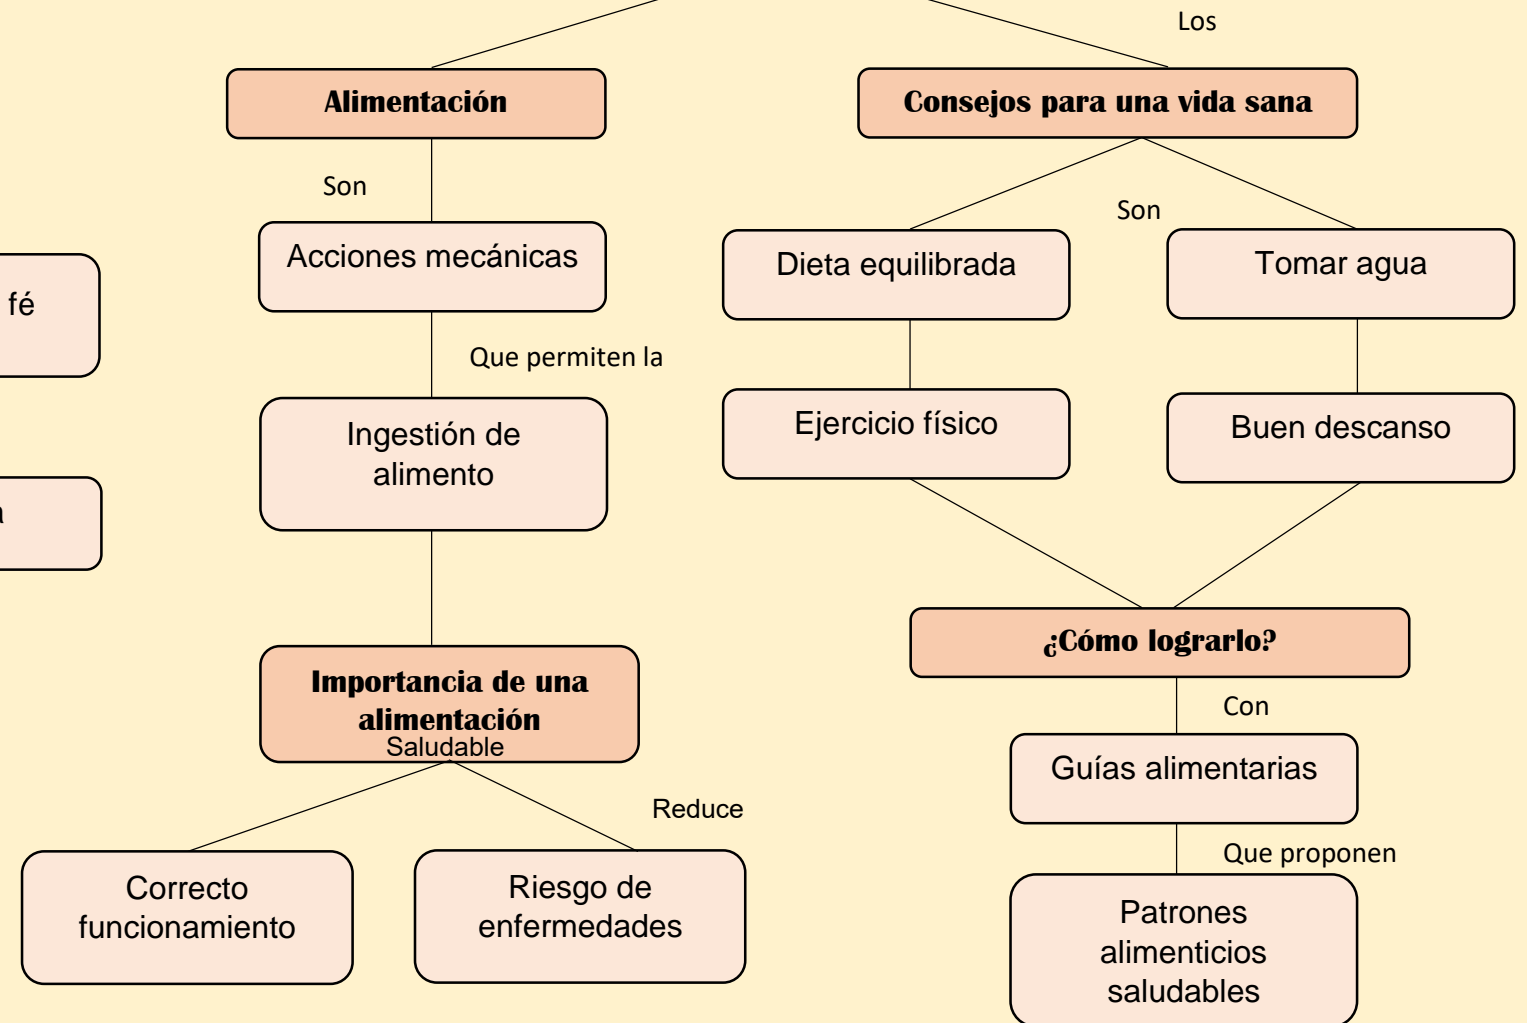 Los
Alimentación
Consejos para una vida sana
Son
Son
Acciones mecánicas
Dieta equilibrada
Tomar agua
fé
Que permiten la
Ingestión de
alimento
Ejercicio físico
Buen descanso
Importancia de una
alimentación
Saludable
¿Cómo lograrlo?
Con
Guías alimentarias
Reduce
Que proponen
Correcto
funcionamiento
Riesgo de
enfermedades
Patrones
alimenticios
saludables